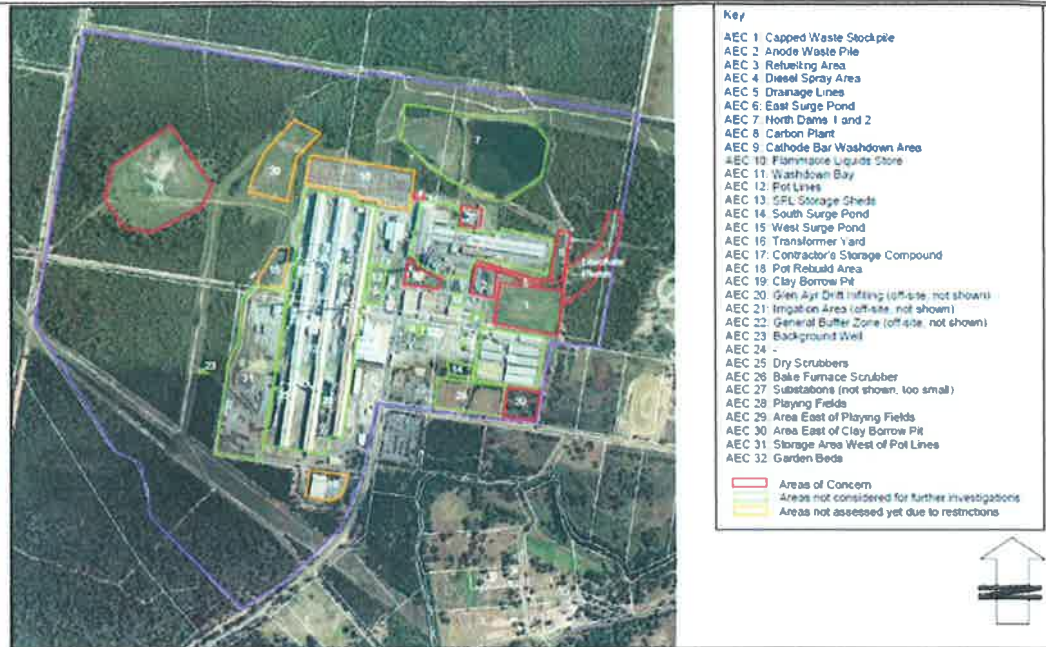 Key
AEC 1 Capped Waste Stockpile
AEC 2 Anode Waste Pile
AEC 3 Refuelling Area
AEC 4 Diesel Spray Area
AEC 5 Drainage Lines
AEC 6: East Surge Pond
AEC 7: North Dams 1 and 2
AEC 8 Carbon Plant
AEC 9: Cathode Bar Washdown Area
AEC 10: Flammable Liquids Store
AEC 11: Washdown Bay
AEC 12: Pot Lines
AEC 13: SPL Storage Sheds
AEC 14 South Surge Pond
AEC 15 West Surge Pond
AEC 16 Transformer Yard
AEC 17: Contractor's Storage Compound
AEC 18 Pot Rebuild Area
AEC 19: Clay Borrow Pit
AEC 20: Glen Ayr Drift Infilling (off-site, not shown)
AEC 21: Irrigation Area (off-site, not shown)
AEC 22: General Buffer Zone (off-site, not shown)
AEC 23 Background Well
AEC 24 -
AEC 25 Dry Scrubbers
AEC 26 Bake Furnace Scrubber
AEC 27 Substations (not shown, too small)
AEC 28 Playing Fields
AEC 29 Area East of Playing Fields
AEC 30 Area East of Clay Borrow Pit
AEC 31 Storage Area West of Pot Lines
AEC 32 Garden Beds
Areas of Concern
Areas not considered for further investigations
Areas not assessed yet due to restrictions
7
1
14
23
31